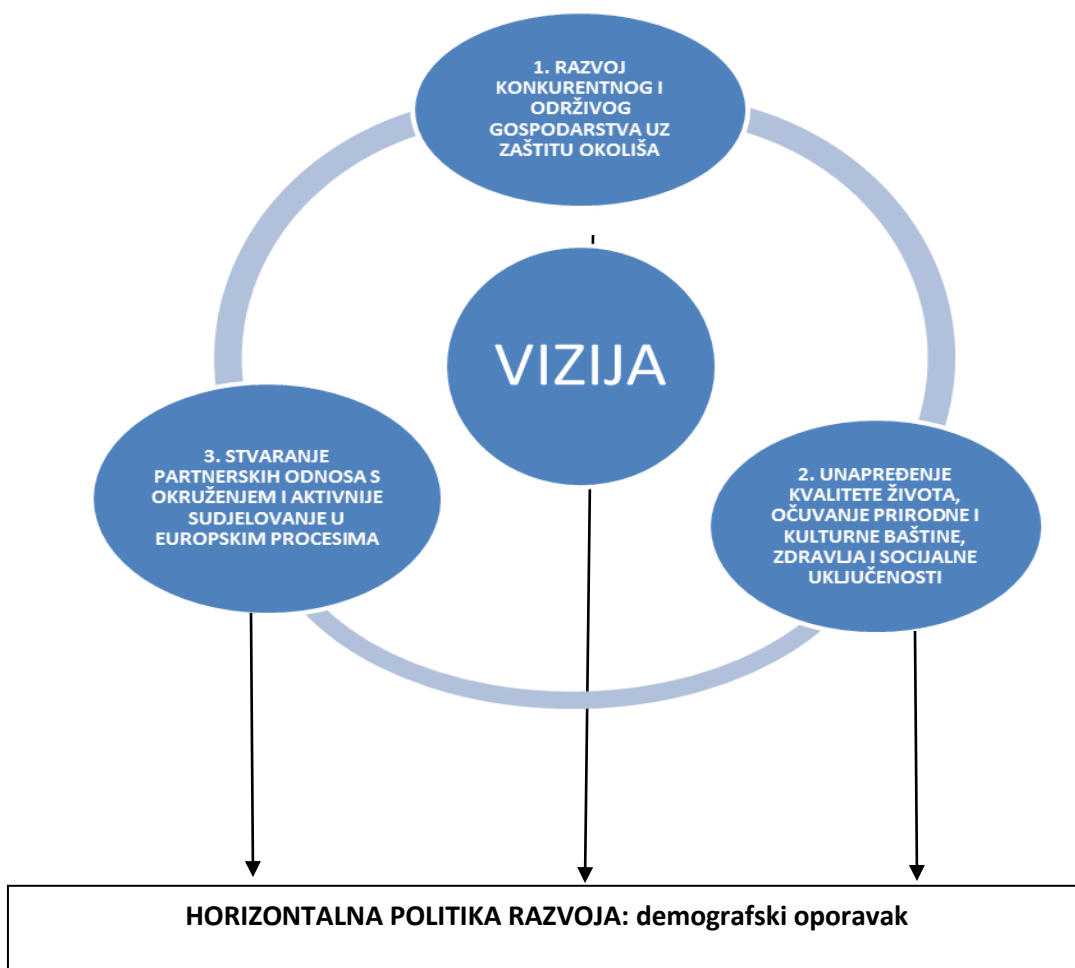 1. RAZVOJ
KONKURENTNOG I
ODRŽIVOG
GOSPODARSTVA UZ
ZAŠTITU OKOLIŠA
VIZIJA
3. STVARANJE
PARTNERSKIH ODNOSA S
OKRUŽENJEM I AKTIVNIJE
SUDJELOVANJE U
EUROPSKIM PROCESIMA
2. UNAPREĐENJE
KVALITETE ŽIVOTA,
OČUVANJE PRIRODNE I
KULTURNE BAŠTINE,
ZDRAVLJA I SOCIJALNE
UKLJUČENOSTI
HORIZONTALNA POLITIKA RAZVOJA: demografski oporavak